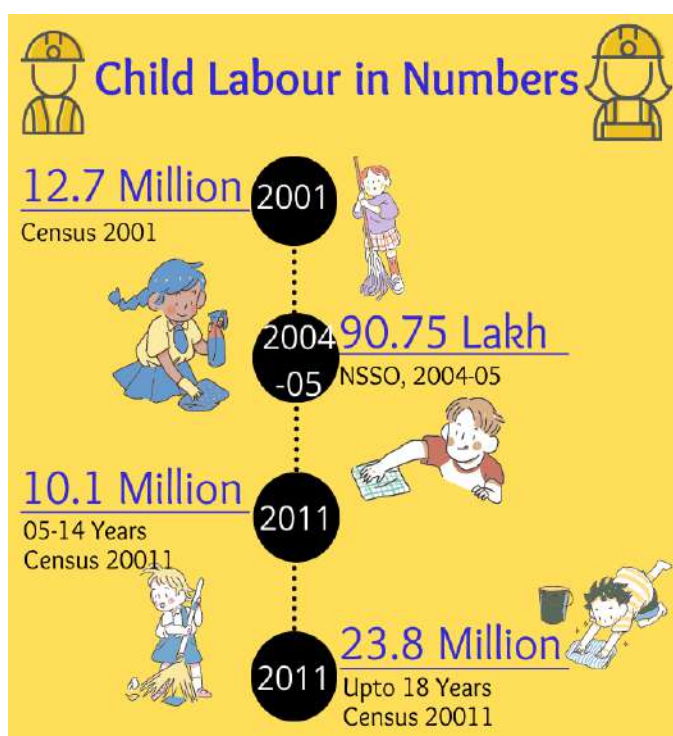 Child Labour in Numbers
12.7 Million
2001
Census 2001
2004
-05
90.75 Lakh
NSSO, 2004-05
10.1 Million
2011
05-14 Years
Census 20011
23.8 Million
2011
Upto 18 Years
Census 20011